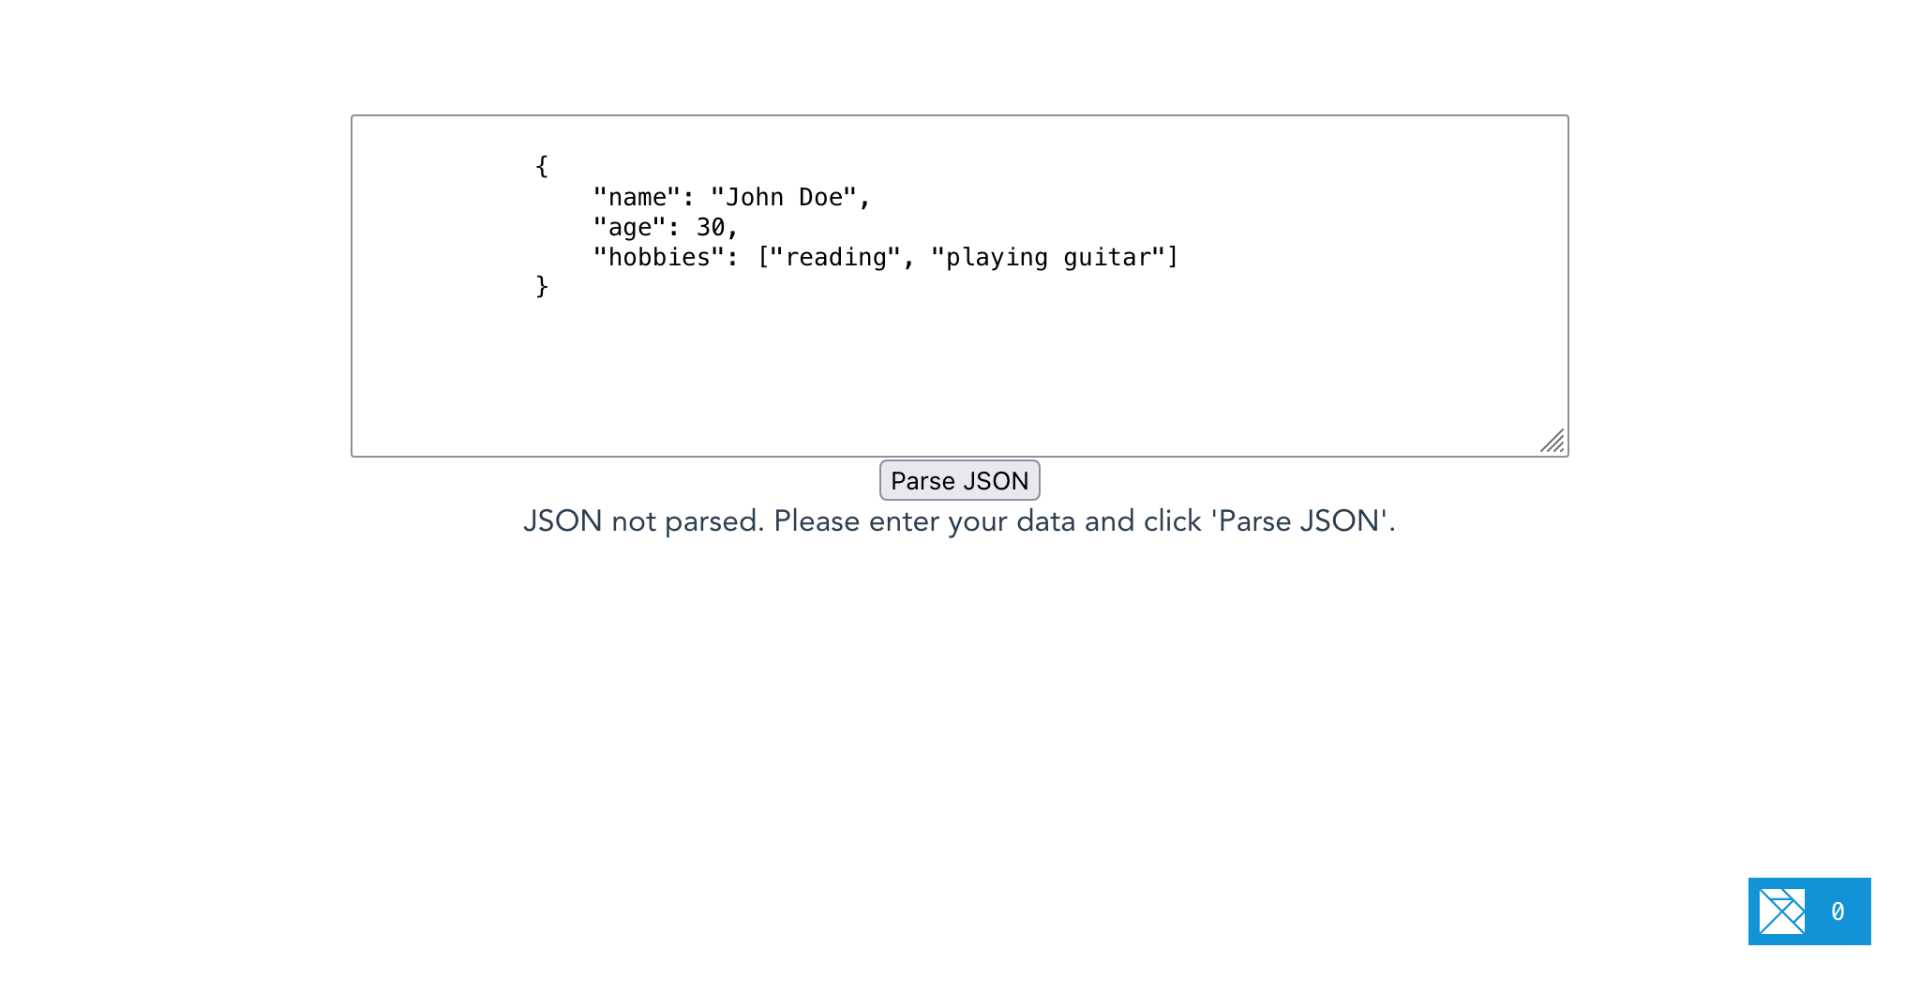 {
"name": "John Doe",
"age": 30,
"hobbies": ["reading", "playing guitar"]
}
Parse JSON
JSON not parsed. Please enter your data and click 'Parse JSON'.
0